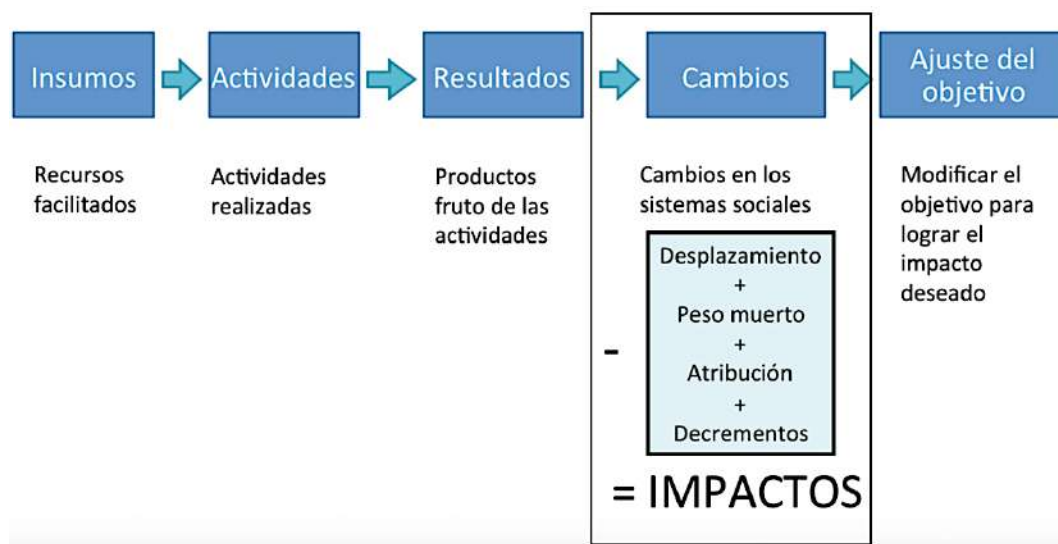 Insumos
Actividades
Resultados
Cambios
Ajuste del
objetivo
Recursos
facilitados
Actividades
realizadas
Productos
fruto de las
actividades
Cambios en los
sistemas sociales
Desplazamiento
+
Peso muerto
+
Atribución
+
Decrementos
-
= IMPACTOS
Modificar el
objetivo para
lograr el
impacto
deseado